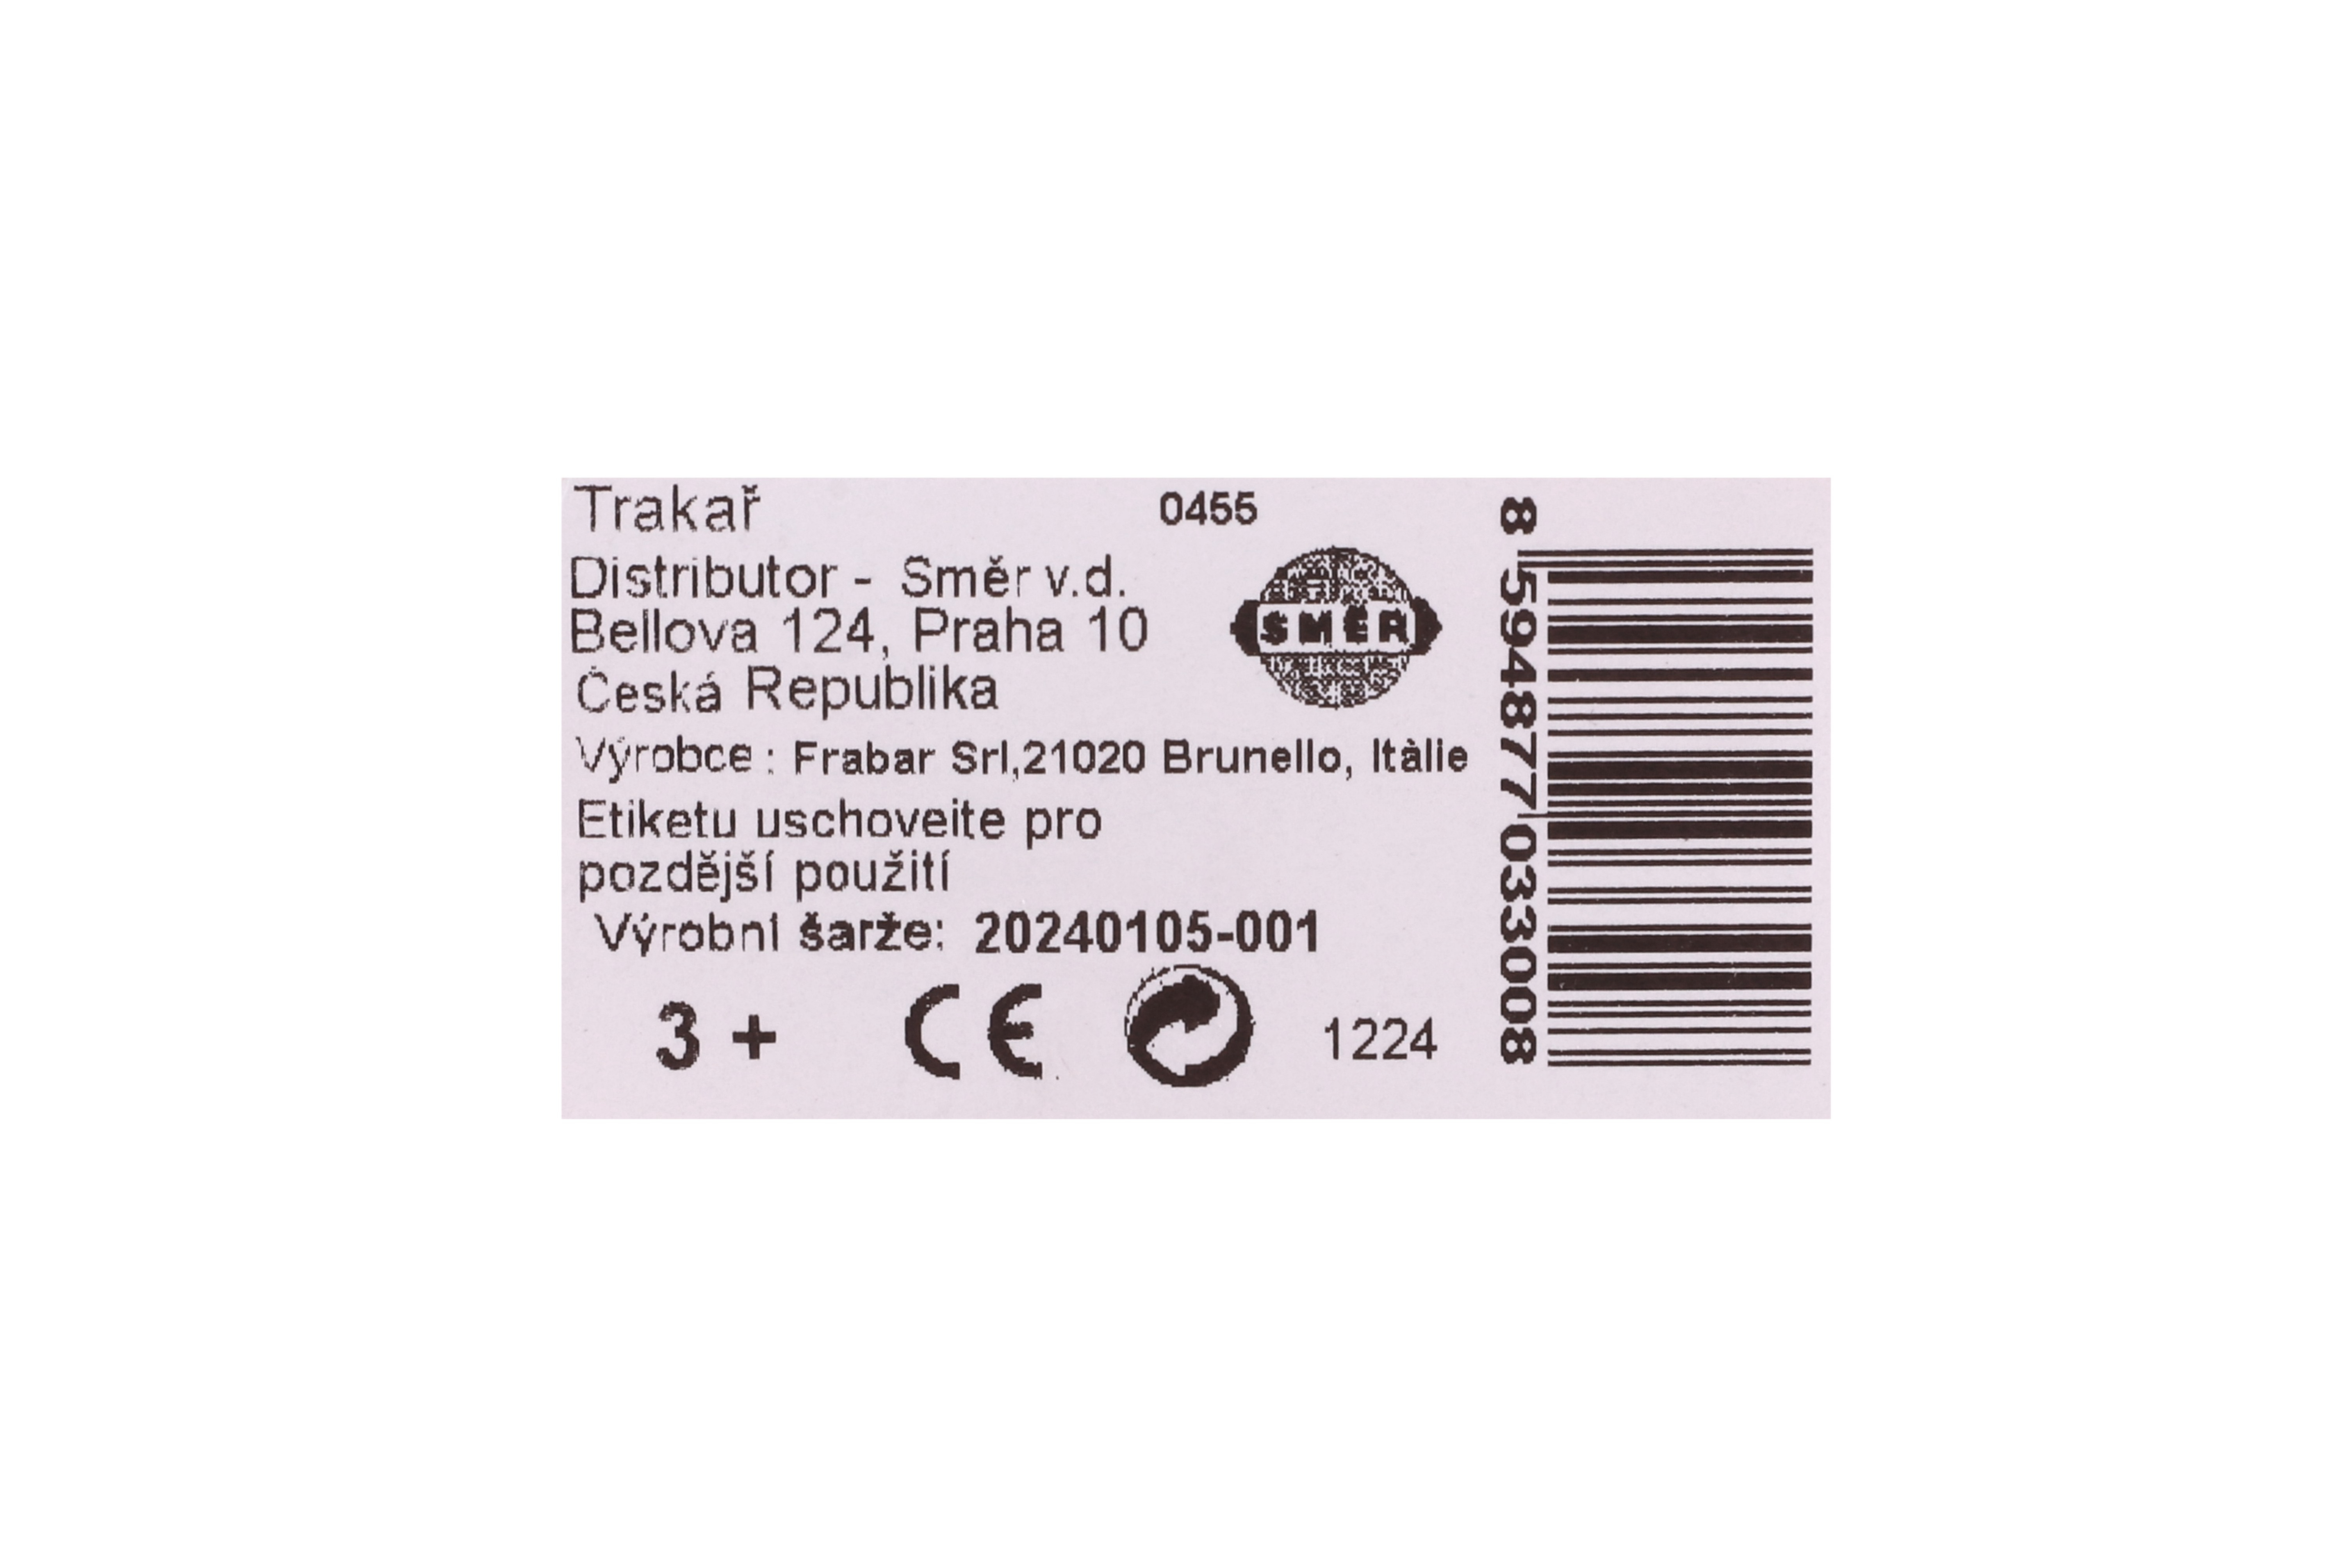 Trakař 0455
Distributor - Směr v.d.
Bellova 124, Praha 10
SMĚR
Česká Republika
Výrobce : Frabar Srl,21020 Brunello, Itàlie
Etiketu uschoveite pro
pozdější použití
Výrobní šarže: 20240105-001
3 + CE 1224
8 594877 033008